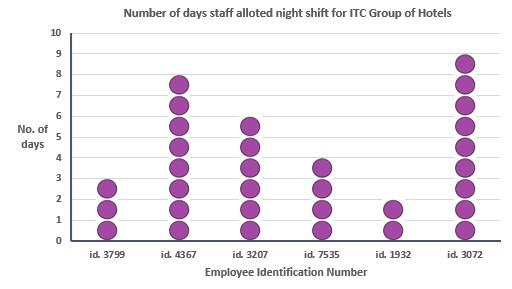 Number of days staff alloted night shift for ITC Group of Hotels
10
9
8
7
6
5
4
3
2
1
0
No. of
days
id. 3799 id. 4367 id. 3207 id. 7535 id. 1932 id. 3072
Employee Identification Number